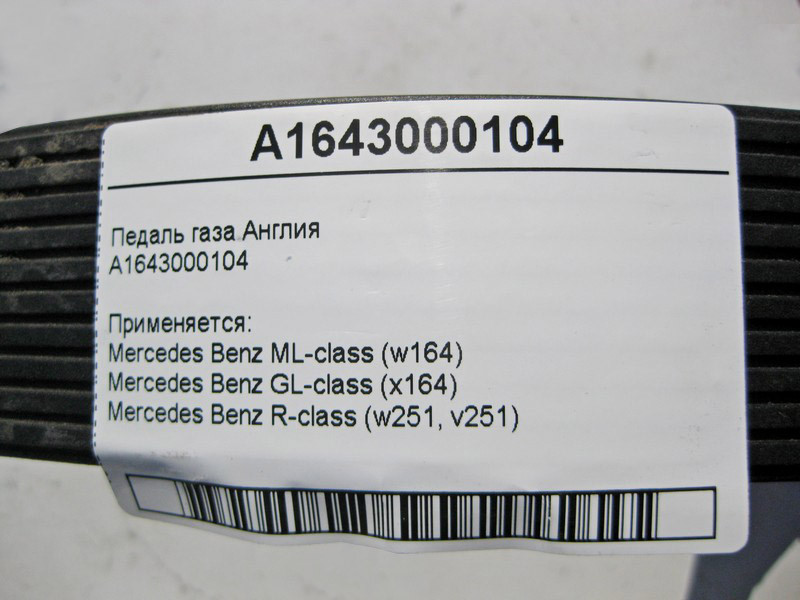 A1643000104
Педаль газа Англия
A1643000104
Применяется:
Mercedes Benz ML-class (w164)
Mercedes Benz GL-class (x164)
Mercedes Benz R-class (w251, v251)